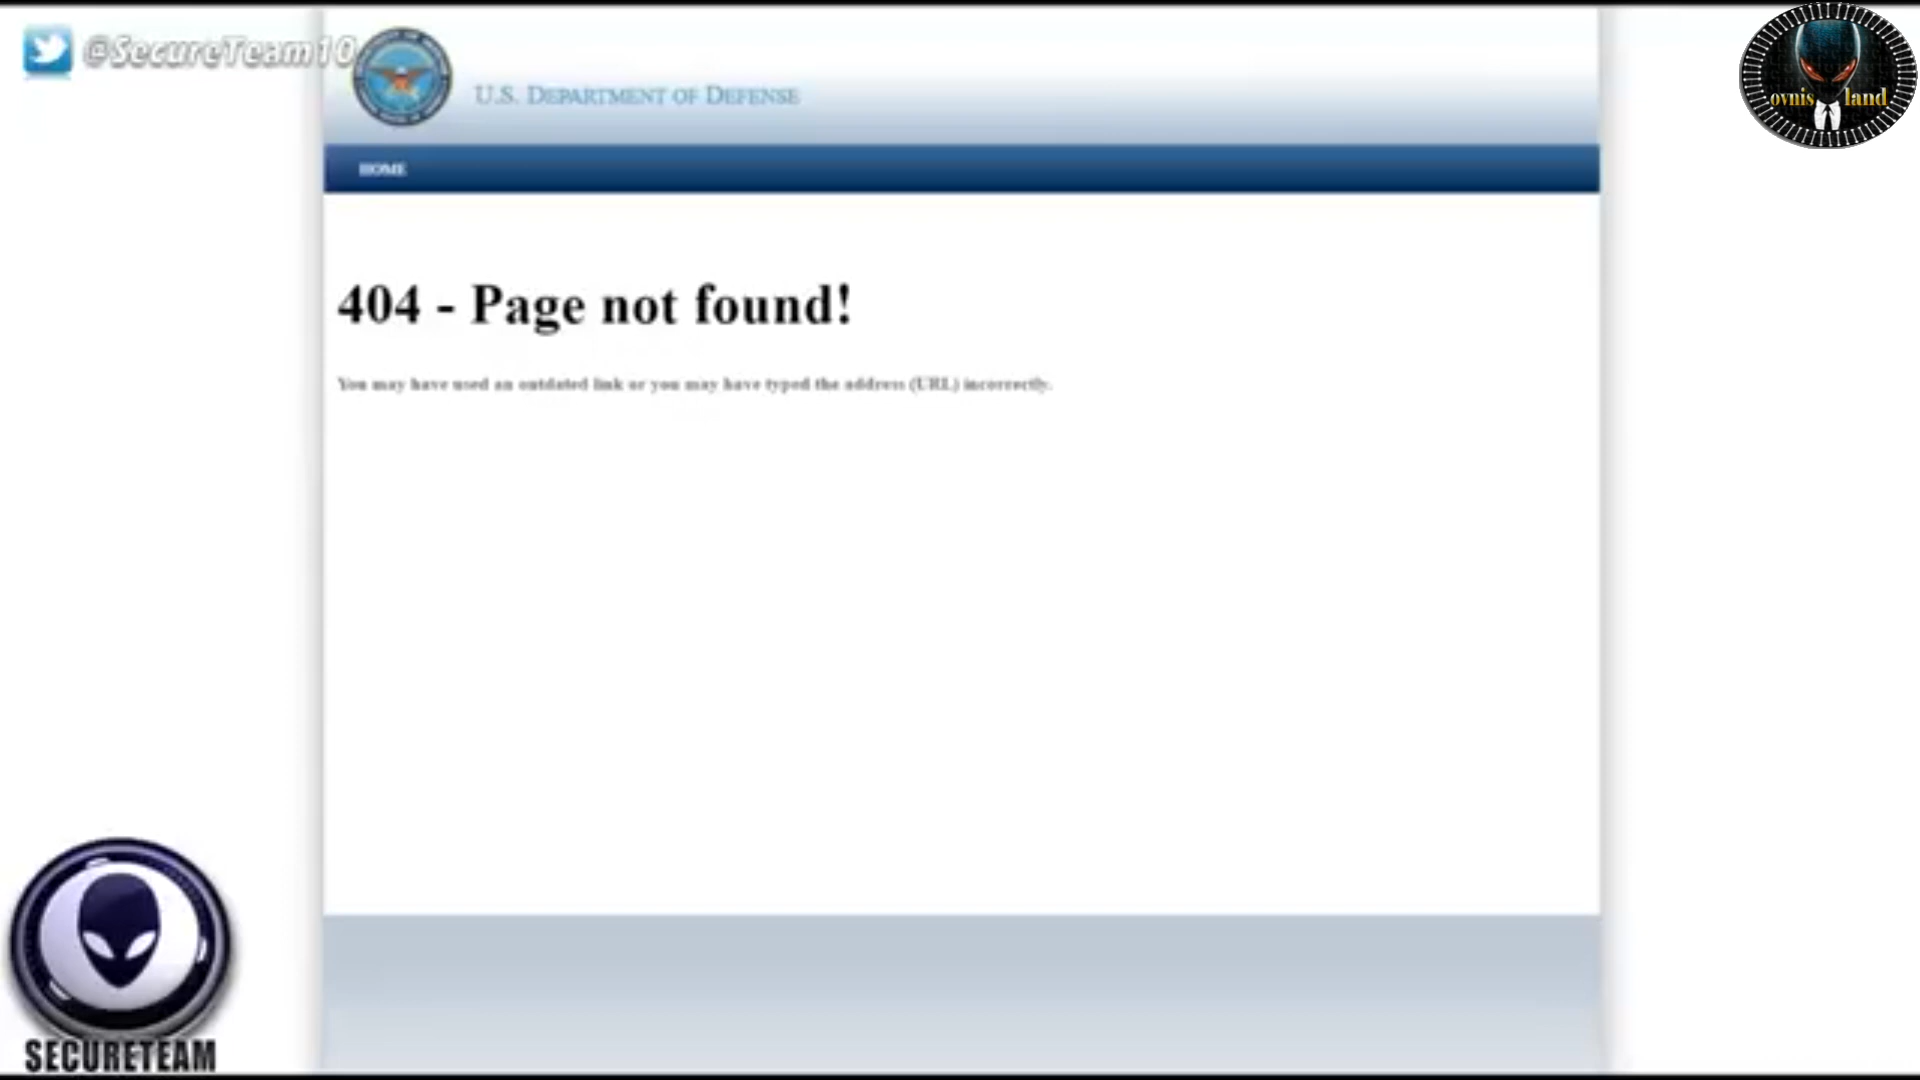 @SecureTeam10
U.S. DEPARTMENT OF DEFENSE
ovnis land
HOME
404 - Page not found!
You may have used an outdated link or you may have typed the address (URL) incorrectly.
SECURETEAM